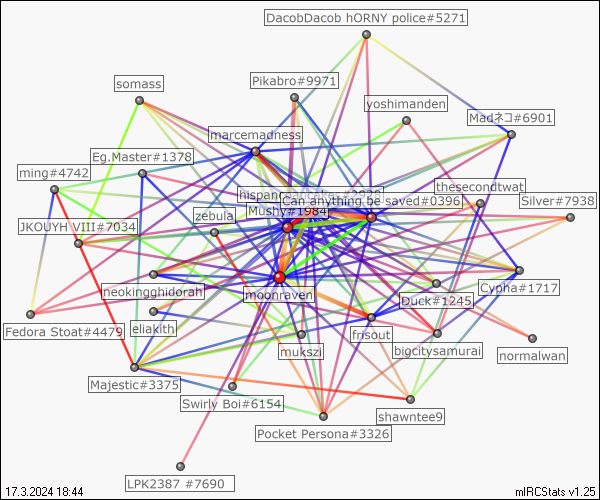 DacobDacob hORNY police#5271
somass
Pikabro#9971
yoshimanden
Madネコ#6901
marcemadness
Eg.Master#1378
ming#4742
thesecondtwat
Can anything be saved#0396
Silver#7938
Mushy#1984
zebula
JKOUYH VIII#7034
neokingghidorah
moonraven
Cypha#1717
Duck#1245
Fedora Stoat#4479
eliakith
frisout
mukszi
bigcitysamurai
normalwan
Majestic#3375
Swirly Boi#6154
shawntee9
Pocket Persona#3326
LPK2387 #7690
17.3.2024 18:44
mIRCStats v1.25